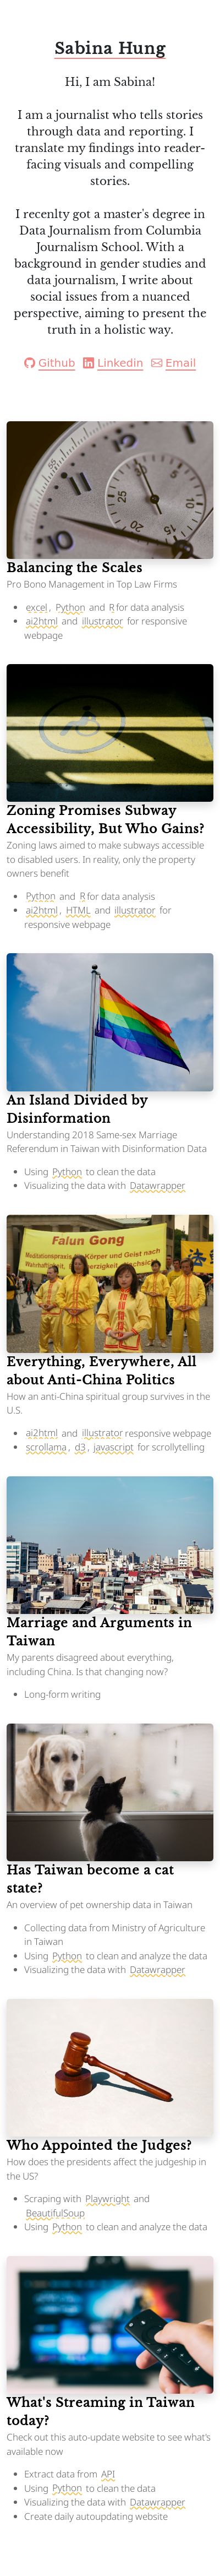 Sabina Hung
Hi, I am Sabina!
I am a journalist who tells stories
through data and reporting. I
translate my findings into reader-
facing visuals and compelling
stories.
I recenlty got a master's degree in
Data Journalism from Columbia
Journalism School. With a
background in gender studies and
data journalism, I write about
social issues from a nuanced
perspective, aiming to present the
truth in a holistic way.
Github Linkedin Email
55
25
20
20
15
Balancing the Scales
Pro Bono Management in Top Law Firms
• excel, Python and R for data analysis
• ai2html and illustrator for responsive
webpage
Zoning Promises Subway
Accessibility, But Who Gains?
Zoning laws aimed to make subways accessible
to disabled users. In reality, only the property
owners benefit
• Python and R for data analysis
• ai2html, HTML and illustrator for
responsive webpage
An Island Divided by
Disinformation
Understanding 2018 Same-sex Marriage
Referendum in Taiwan with Disinformation Data
• Using Python to clean the data
• Visualizing the data with Datawrapper
Falun Gong
Meditationspraxis für Körper und Geist nach
法
Everything, Everywhere, All
about Anti-China Politics
How an anti-China spiritual group survives in the
U.S.
• ai2html and illustrator responsive webpage
• scrollama, d3, javascript for scrollytelling
Marriage and Arguments in
Taiwan
My parents disagreed about everything,
including China. Is that changing now?
• Long-form writing
Has Taiwan become a cat
state?
An overview of pet ownership data in Taiwan
• Collecting data from Ministry of Agriculture
in Taiwan
• Using Python to clean and analyze the data
• Visualizing the data with Datawrapper
Who Appointed the Judges?
How does the presidents affect the judgeship in
the US?
• Scraping with Playwright and
BeautifulSoup
• Using Python to clean and analyze the data
What's Streaming in Taiwan
today?
Check out this auto-update website to see what's
available now
• Extract data from API
• Using Python to clean the data
• Visualizing the data with Datawrapper
• Create daily autoupdating website